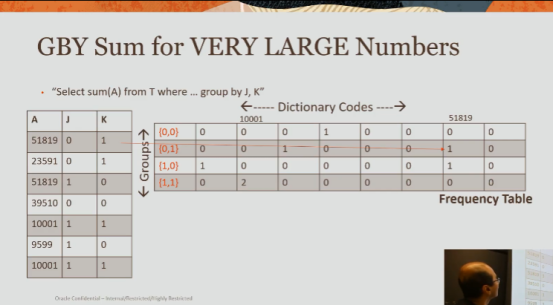 GBY Sum for VERY LARGE Numbers
• "Select sum(A) from T where ... group by J, K"
←----- Dictionary Codes ----→
10001 51819
A J K
51819 0 1
23591 0 1
51819 1 0
39510 0 0
10001 1 1
9599 1 0
10001 1 1
← Groups →
{0,0} 0 0 0 1 0 0 0 0
{0,1} 0 0 1 0 0 0 1 0
{1,0} 1 0 0 0 0 0 1 0
{1,1} 0 2 0 0 0 0 0 0
Frequency Table
Oracle Confidential – Internal/Restricted/Highly Restricted